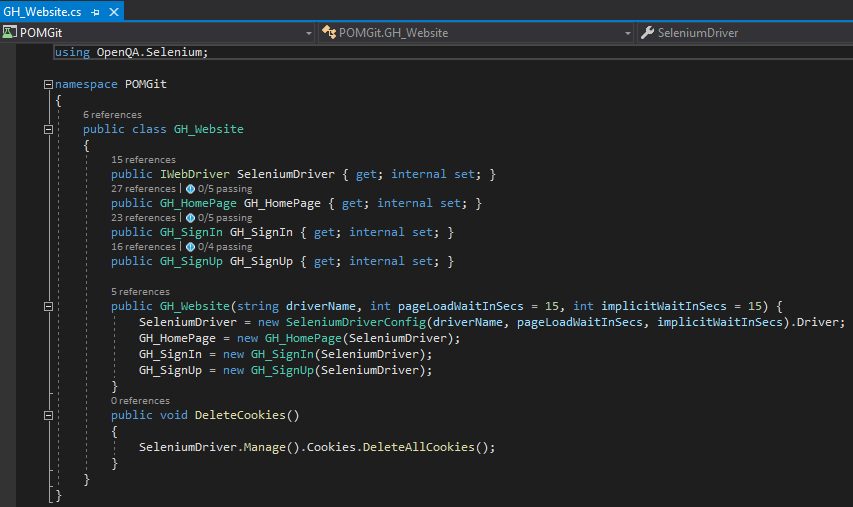 GH_Website.cs
POMGit POMGit.GH_Website SeleniumDriver
using OpenQA.Selenium;
namespace POMGit
{
6 references
public class GH_Website
{
15 references
public IWebDriver SeleniumDriver { get; internal set; }
27 references | 0/5 passing
public GH_HomePage GH_HomePage { get; internal set; }
23 references | 0/5 passing
public GH_SignIn GH_SignIn { get; internal set; }
16 references | 0/4 passing
public GH_SignUp GH_SignUp { get; internal set; }
5 references
public GH_Website(string driverName, int pageLoadWaitInSecs = 15, int implicitWaitInSecs = 15) {
SeleniumDriver = new SeleniumDriverConfig(driverName, pageLoadWaitInSecs, implicitWaitInSecs).Driver;
GH_HomePage = new GH_HomePage(SeleniumDriver);
GH_SignIn = new GH_SignIn(SeleniumDriver);
GH_SignUp = new GH_SignUp(SeleniumDriver);
}
0 references
public void DeleteCookies()
{
SeleniumDriver.Manage().Cookies.DeleteAllCookies();
}
}
}